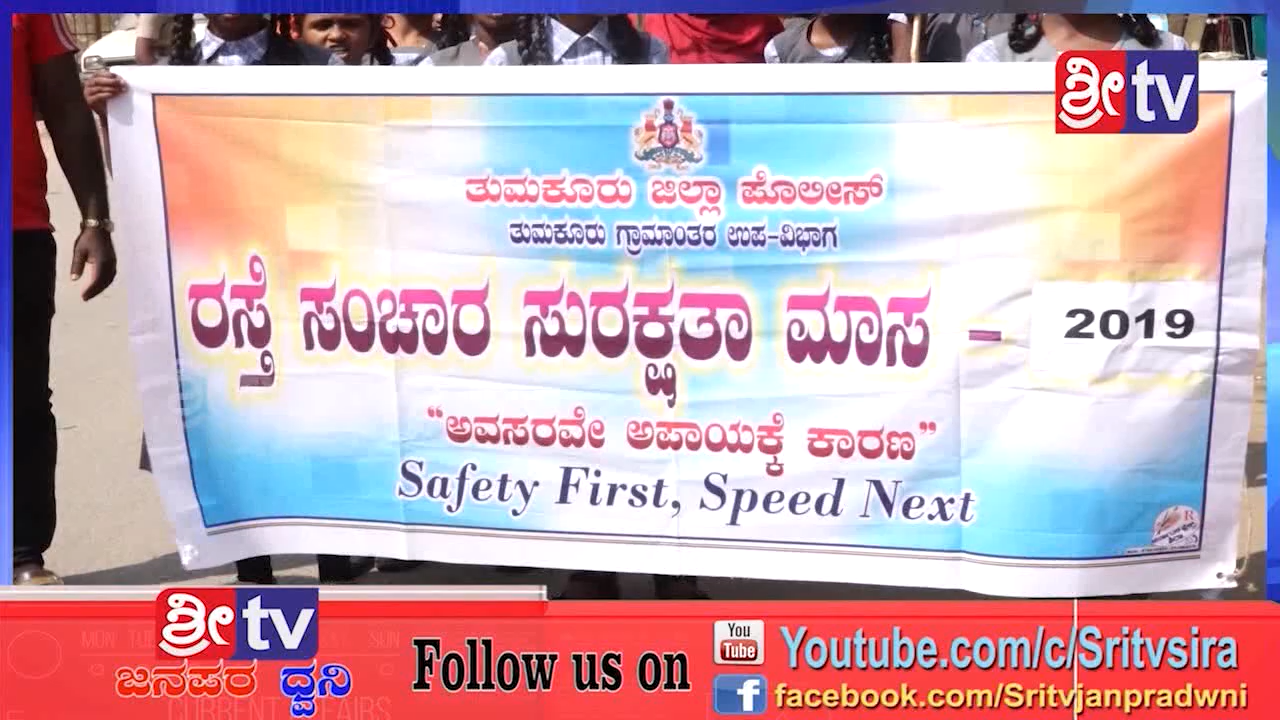 ಶ್ರೀ tv
ತುಮಕೂರು ಜಿಲ್ಲಾ ಪೊಲೀಸ್
ತುಮಕೂರು ಗ್ರಾಮಾಂತರ ಉಪ-ವಿಭಾಗ
ರಸ್ತೆ ಸಂಚಾರ ಸುರಕ್ಷತಾ ಮಾಸ - 2019
"ಅವಸರವೇ ಅಪಾಯಕ್ಕೆ ಕಾರಣ"
Safety First, Speed Next
ಶ್ರೀ tv
ಜನಪರ ಧ್ವನಿ
Follow us on
You Tube Youtube.com/c/Sritvsira
f facebook.com/Sritvjanpradwni